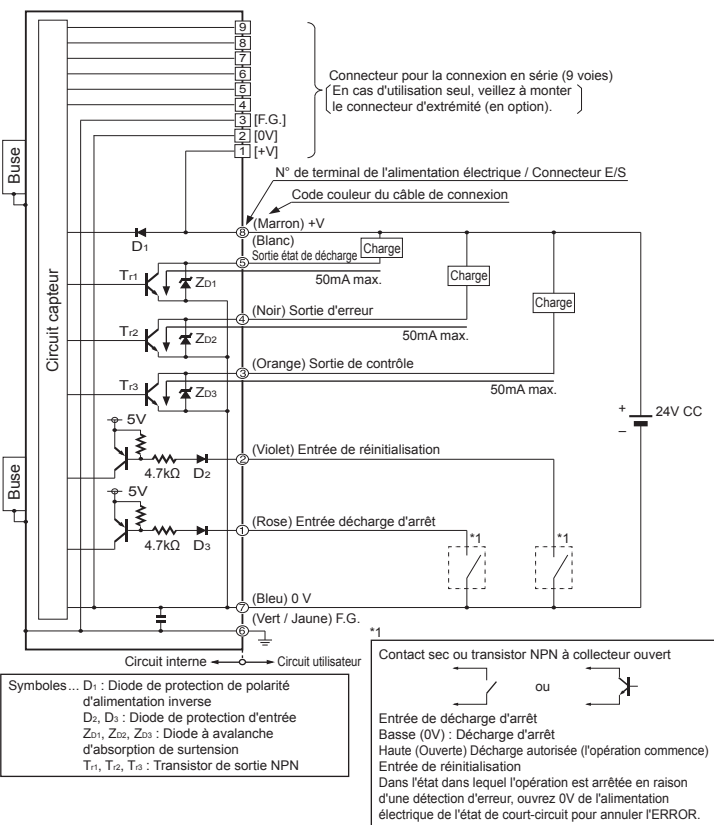 9
8
7
6
5
4
3 [F.G.]
2 [0V]
1 [+V]
Connecteur pour la connexion en série (9 voies)
En cas d'utilisation seul, veillez à monter
le connecteur d'extrémité (en option).
Buse
N° de terminal de l'alimentation électrique / Connecteur E/S
Code couleur du câble de connexion
8 (Marron) +V
D1
(Blanc)
5 Sortie état de décharge
Charge
Charge
Charge
Tr1
ZD1
50mA max.
4 (Noir) Sortie d'erreur
Tr2
ZD2
50mA max.
3 (Orange) Sortie de contrôle
Tr3
ZD3
50mA max.
Circuit capteur
+
–
24V CC
5V
2 (Violet) Entrée de réinitialisation
4.7kΩ D2
Buse
5V
1 (Rose) Entrée décharge d'arrêt
4.7kΩ D3
*1
*1
7 (Bleu) 0 V
(Vert / Jaune) F.G.
6
Circuit interne
Circuit utilisateur
Symboles... D1 : Diode de protection de polarité
d'alimentation inverse
D2, D3 : Diode de protection d'entrée
ZD1, ZD2, ZD3 : Diode à avalanche
d'absorption de surtension
Tr1, Tr2, Tr3 : Transistor de sortie NPN
*1
Contact sec ou transistor NPN à collecteur ouvert
ou
Entrée de décharge d'arrêt
Basse (0V) : Décharge d'arrêt
Haute (Ouverte) Décharge autorisée (l'opération commence)
Entrée de réinitialisation
Dans l'état dans lequel l'opération est arrêtée en raison
d'une détection d'erreur, ouvrez 0V de l'alimentation
électrique de l'état de court-circuit pour annuler l'ERROR.